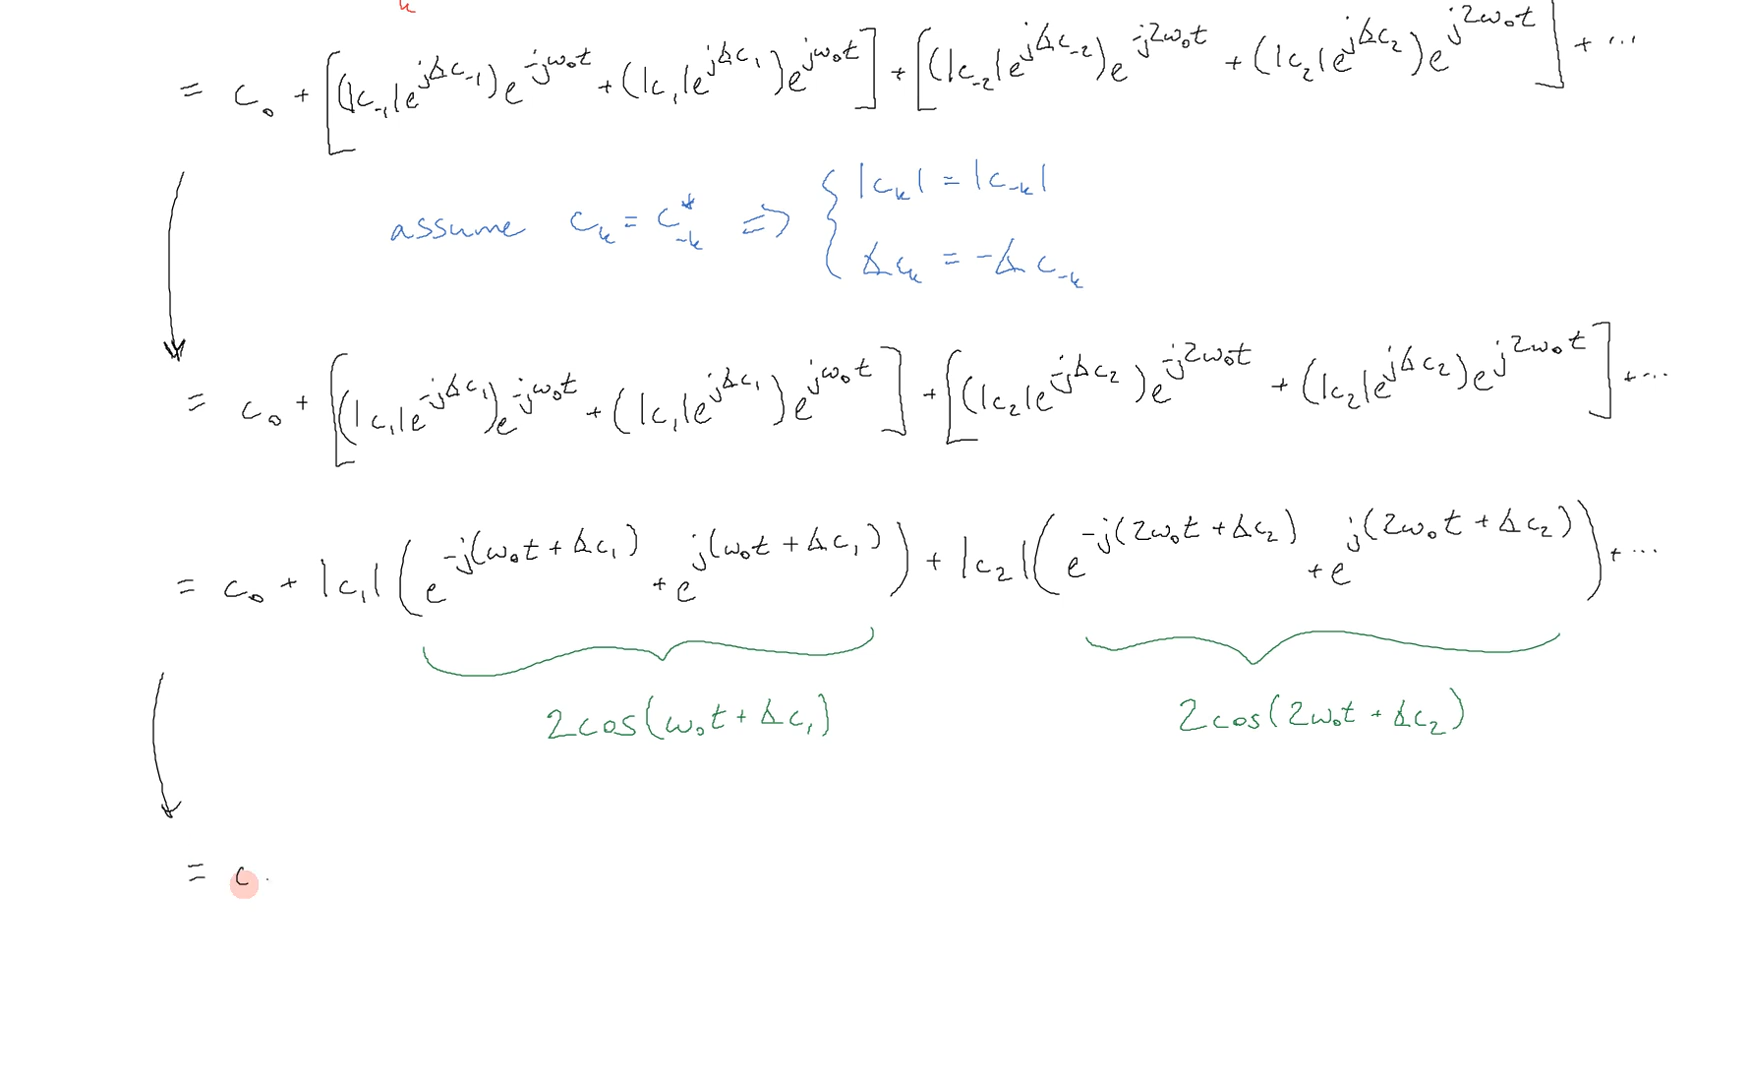 k
= c₀ + [(|c₋₁|e^{j∡c₋₁})e^{-jω₀t} + (|c₁|e^{j∡c₁})e^{jω₀t}] + [(|c₋₂|e^{j∡c₋₂})e^{-j2ω₀t} + (|c₂|e^{j∡c₂})e^{j2ω₀t}] + ...
assume c_k = c*_{-k} => { |c_k| = |c_{-k}|
∡c_k = -∡c_{-k}
= c₀ + [(|c₁|e^{-j∡c₁})e^{-jω₀t} + (|c₁|e^{j∡c₁})e^{jω₀t}] + [(|c₂|e^{-j∡c₂})e^{-j2ω₀t} + (|c₂|e^{j∡c₂})e^{j2ω₀t}] + ...
= c₀ + |c₁|(e^{-j(ω₀t + ∡c₁)} + e^{j(ω₀t + ∡c₁)}) + |c₂|(e^{-j(2ω₀t + ∡c₂)} + e^{j(2ω₀t + ∡c₂)}) + ...
2cos(ω₀t + ∡c₁) 2cos(2ω₀t + ∡c₂)
= c